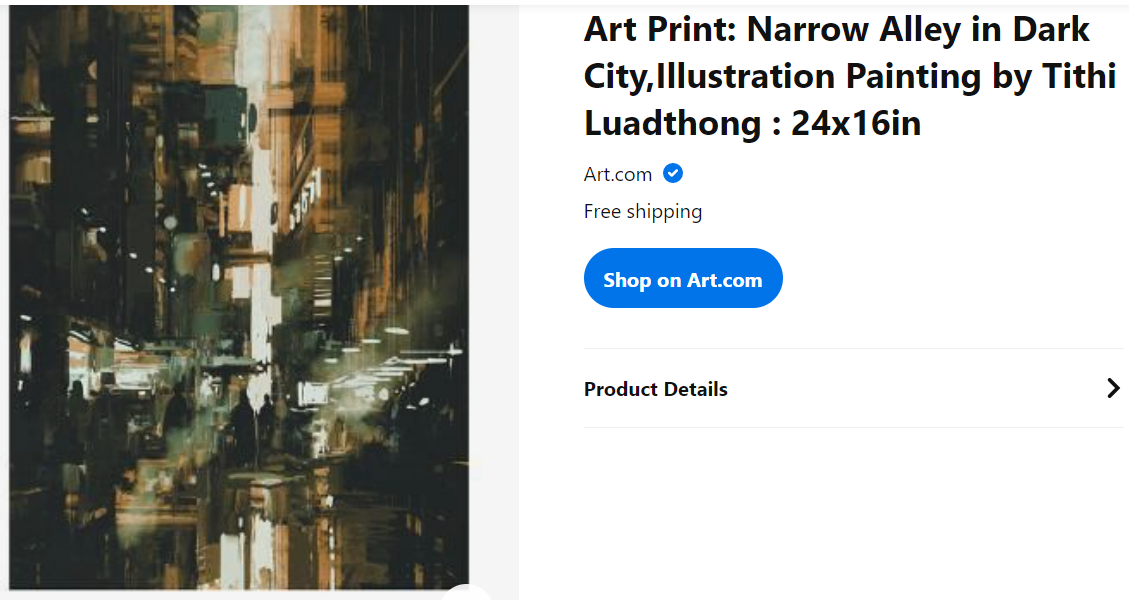 Art Print: Narrow Alley in Dark
City,Illustration Painting by Tithi
Luadthong : 24x16in
Art.com
Free shipping
Shop on Art.com
Product Details